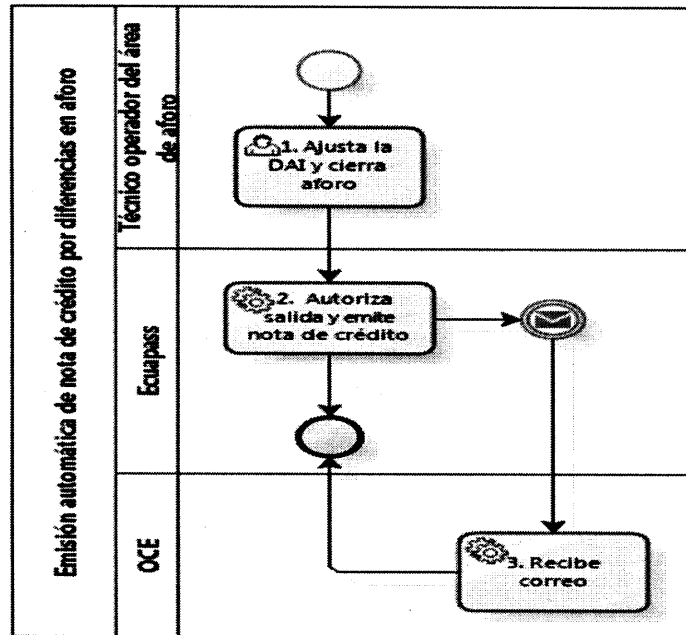 Emisión automática de nota de crédito por diferencias en aforo
Técnico operador del área
de aforo
1. Ajusta la
DAI y cierra
aforo
Ecuapass
2. Autoriza
salida y emite
nota de crédito
OCE
3. Recibe
correo